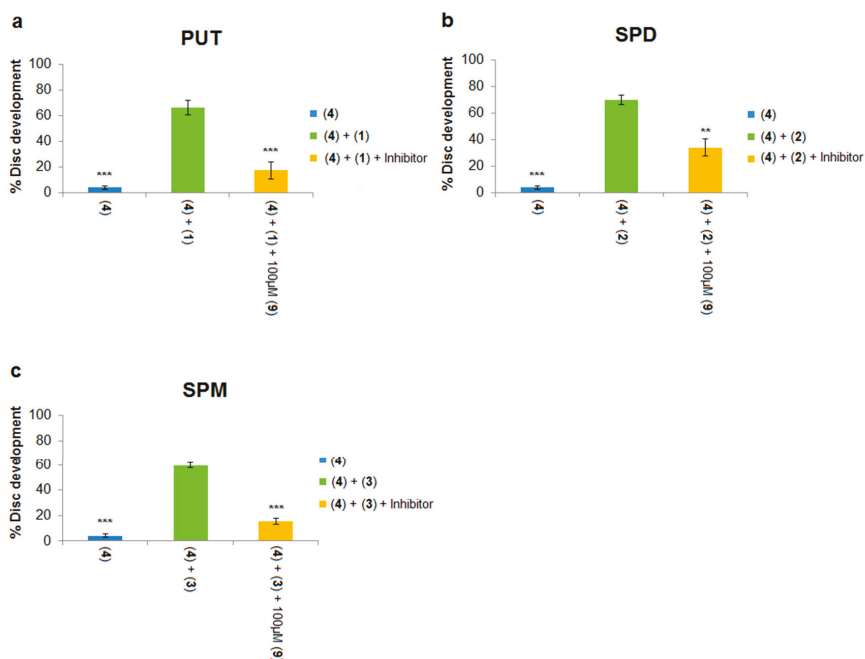 a
PUT
% Disc development
100
80
60
40
20
0
***
***
(4)
(4) + (1)
(4) + (1) + 100µM (9)
(4)
(4) + (1)
(4) + (1) + Inhibitor
b
SPD
% Disc development
100
80
60
40
20
0
***
**
(4)
(4) + (2)
(4) + (2) + 100µM (9)
(4)
(4) + (2)
(4) + (2) + Inhibitor
c
SPM
% Disc development
100
80
60
40
20
0
***
***
(4)
(4) + (3)
(4) + (3) + 100µM (9)
(4)
(4) + (3)
(4) + (3) + Inhibitor